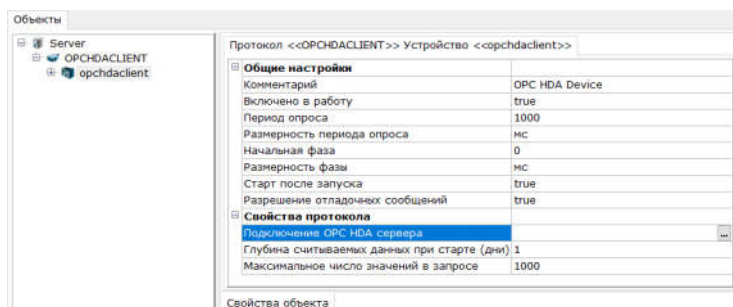 Объекты
Server
OPCHDACLIENT
opchdaclient
Протокол <<OPCHDACLIENT>> Устройство <<opchdaclient>>
Общие настройки
Комментарий OPC HDA Device
Включено в работу true
Период опроса 1000
Размерность периода опроса мс
Начальная фаза 0
Размерность фазы мс
Старт после запуска true
Разрешение отладочных сообщений true
Свойства протокола
Подключение OPC HDA сервера ...
Глубина считываемых данных при старте (дни) 1
Максимальное число значений в запросе 1000
Свойства объекта